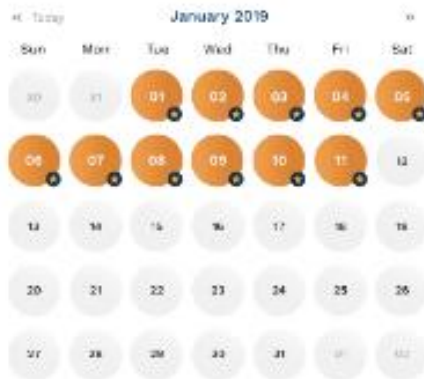 « Today January 2019 »
Sun Mon Tue Wed Thu Fri Sat
30 31 01 02 03 04 05
06 07 08 09 10 11 12
13 14 15 16 17 18 19
20 21 22 23 24 25 26
27 28 29 30 31 01 02